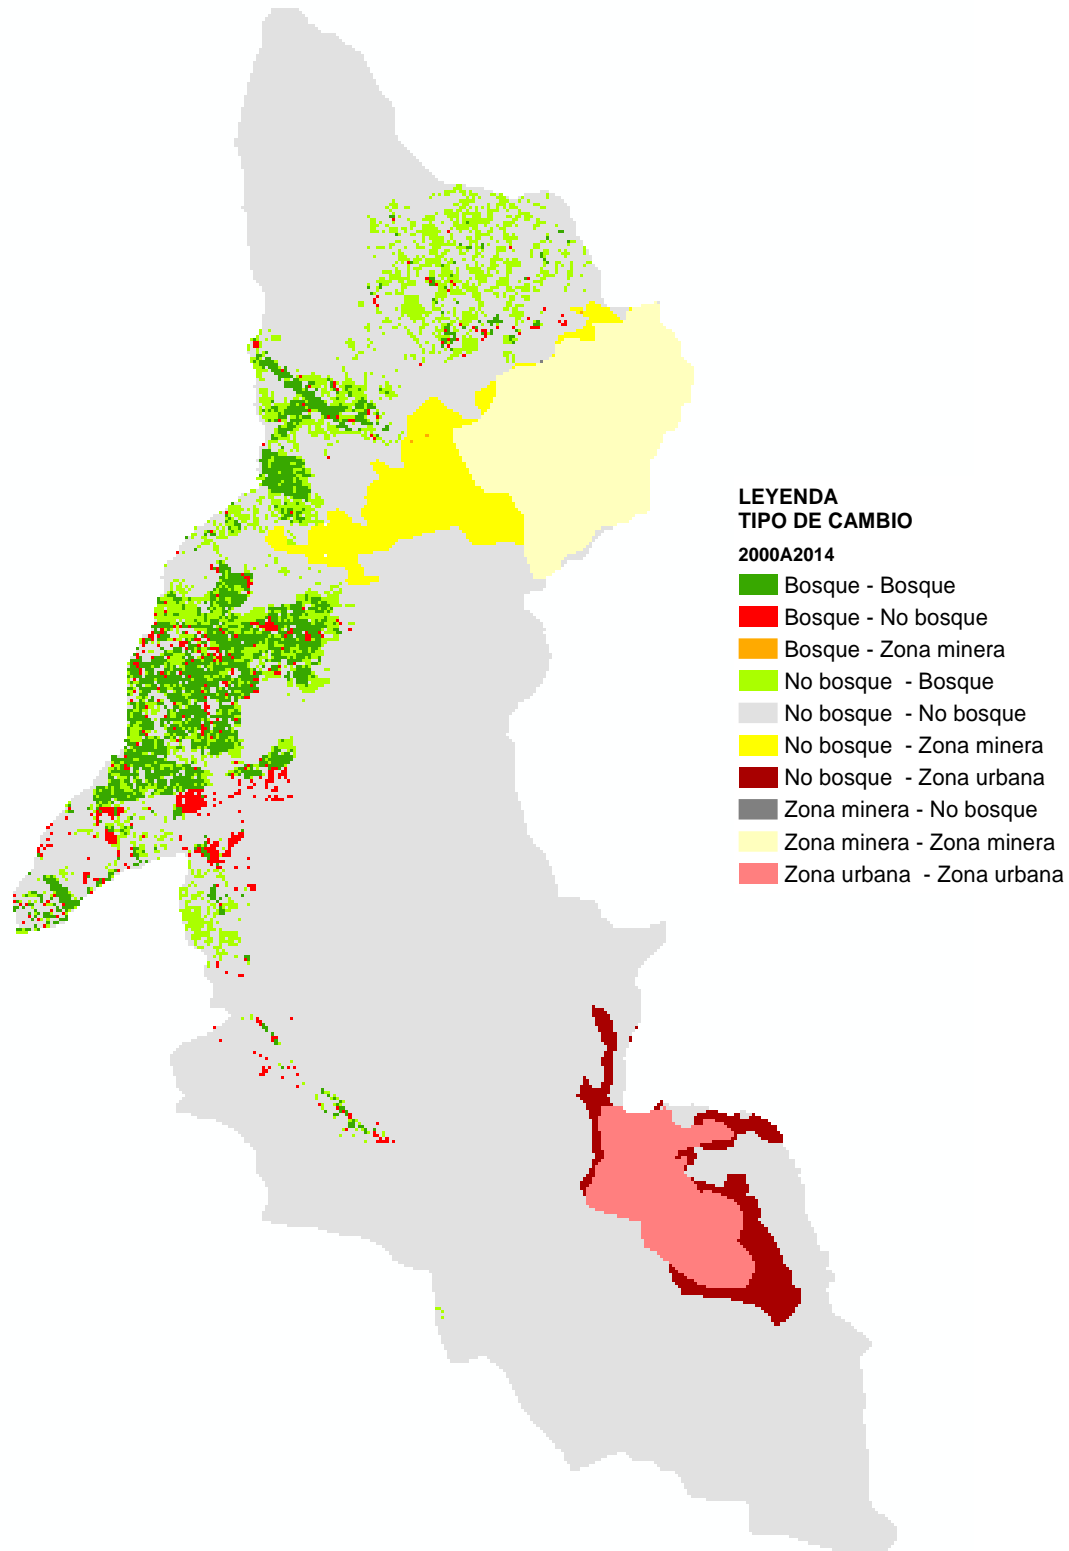 LEYENDA
TIPO DE CAMBIO
2000A2014
Bosque - Bosque
Bosque - No bosque
Bosque - Zona minera
No bosque - Bosque
No bosque - No bosque
No bosque - Zona minera
No bosque - Zona urbana
Zona minera - No bosque
Zona minera - Zona minera
Zona urbana - Zona urbana